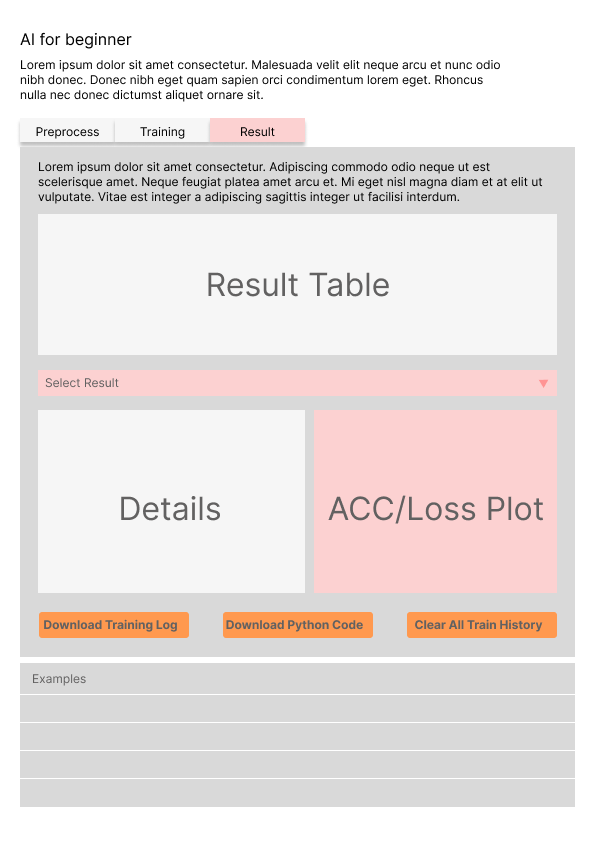 AI for beginner
Lorem ipsum dolor sit amet consectetur. Malesuada velit elit neque arcu et nunc odio
nibh donec. Donec nibh eget quam sapien orci condimentum lorem eget. Rhoncus
nulla nec donec dictumst aliquet ornare sit.
Preprocess Training Result
Lorem ipsum dolor sit amet consectetur. Adipiscing commodo odio neque ut est
scelerisque amet. Neque feugiat platea amet arcu et. Mi eget nisl magna diam et at elit ut
vulputate. Vitae est integer a adipiscing sagittis integer ut facilisi interdum.
Result Table
Select Result
Details ACC/Loss Plot
Download Training Log Download Python Code Clear All Train History
Examples